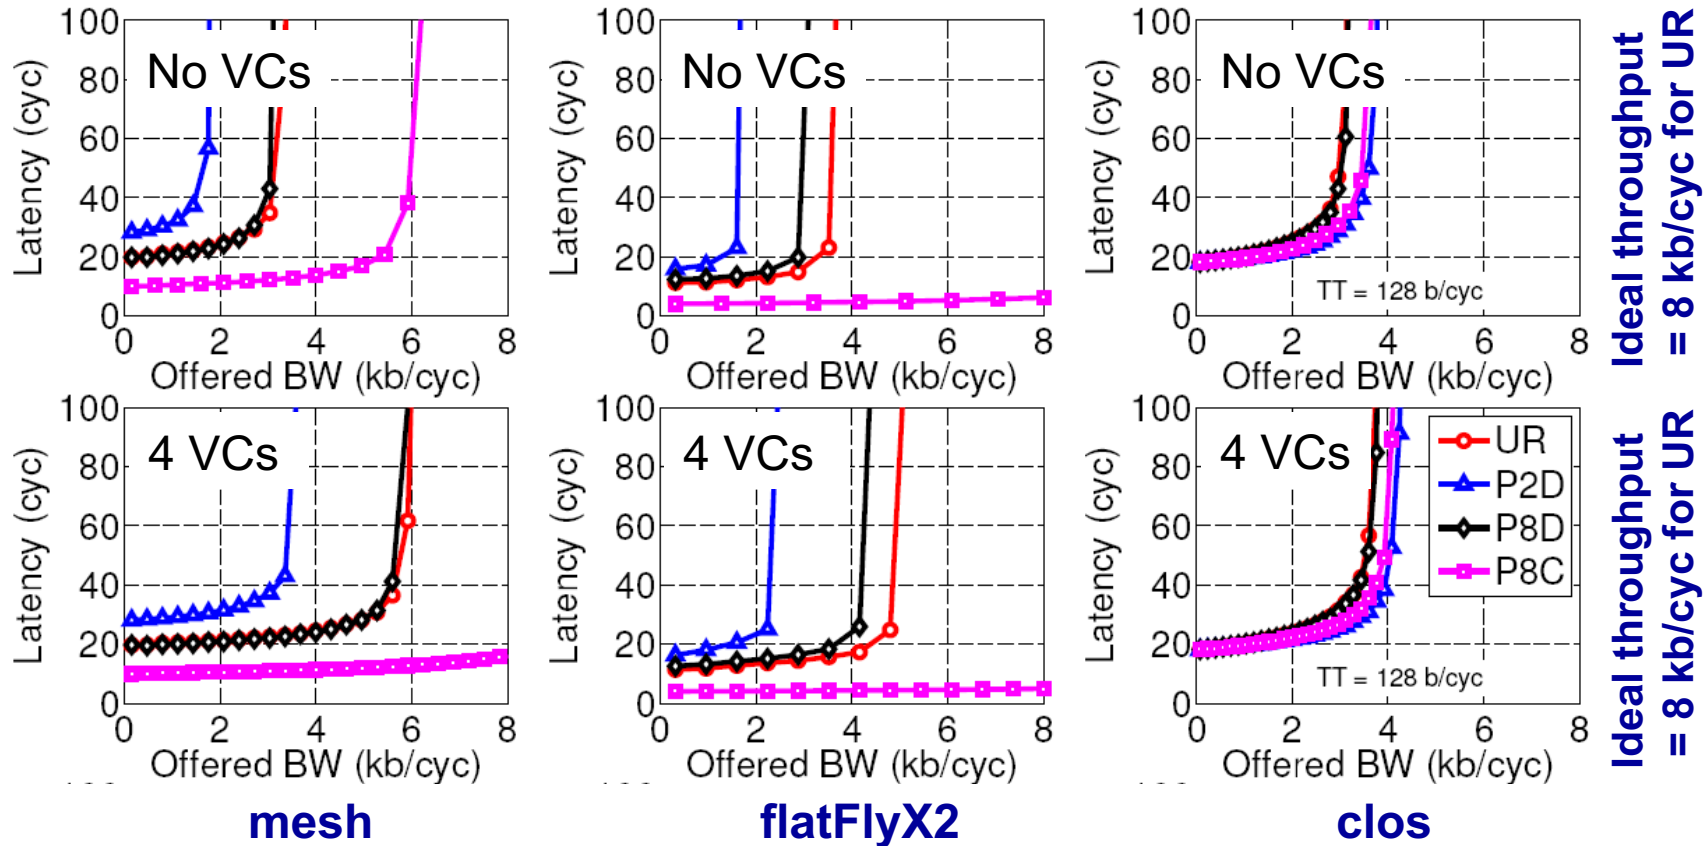 100
80
60
40
20
0
Latency (cyc)
No VCs
0 2 4 6 8
Offered BW (kb/cyc)
100
80
60
40
20
0
Latency (cyc)
No VCs
0 2 4 6 8
Offered BW (kb/cyc)
100
80
60
40
20
0
Latency (cyc)
No VCs
TT = 128 b/cyc
0 2 4 6 8
Offered BW (kb/cyc)
Ideal throughput
= 8 kb/cyc for UR
100
80
60
40
20
0
Latency (cyc)
4 VCs
0 2 4 6 8
Offered BW (kb/cyc)
100
80
60
40
20
0
Latency (cyc)
4 VCs
0 2 4 6 8
Offered BW (kb/cyc)
100
80
60
40
20
0
Latency (cyc)
4 VCs
UR
P2D
P8D
P8C
TT = 128 b/cyc
0 2 4 6 8
Offered BW (kb/cyc)
Ideal throughput
= 8 kb/cyc for UR
mesh
flatFlyX2
clos